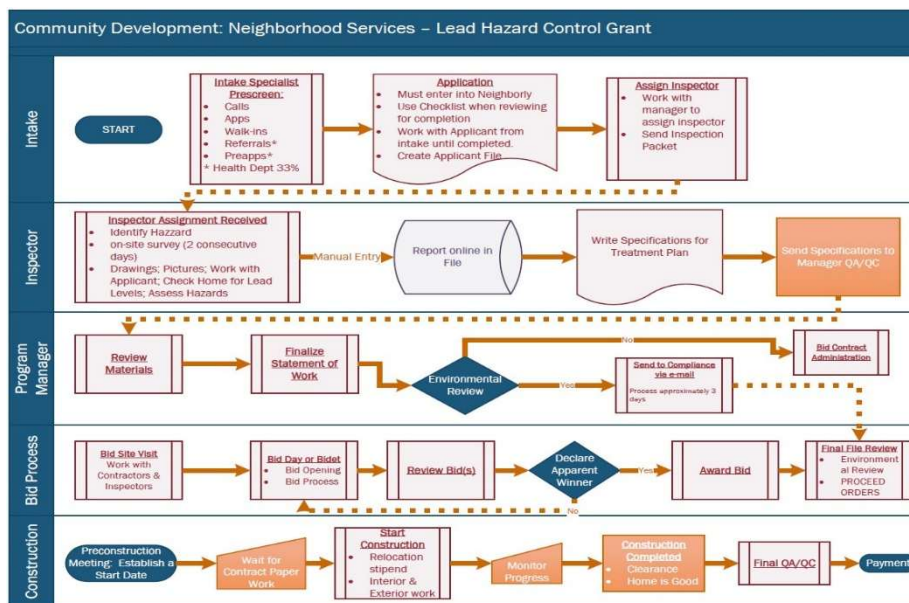 Community Development: Neighborhood Services – Lead Hazard Control Grant
Intake
START
Intake Specialist
Prescreen:
• Calls
• Apps
• Walk-ins
• Referrals*
• Preapps*
* Health Dept 33%
Application
• Must enter into Neighborly
• Use Checklist when reviewing
for completion
• Work with Applicant from
intake until completed.
• Create Applicant File
Assign Inspector
• Work with
manager to
assign inspector
• Send Inspection
Packet
Inspector
Inspector Assignment Received
• Identify Hazzard
• on-site survey (2 consecutive
days)
• Drawings; Pictures; Work with
Applicant; Check Home for Lead
Levels; Assess Hazards
Manual Entry
Report online in
File
Write Specifications for
Treatment Plan
Send Specifications to
Manager QA/QC
Program
Manager
Review
Materials
Finalize
Statement of
Work
Environmental
Review
No
Yes
Bid Contract
Administration
Send to Compliance
via e-mail
Process approximately 3
days
Bid Process
Bid Site Visit
Work with
Contractors &
Inspectors
Bid Day or Bidet
• Bid Opening
• Bid Process
Review Bid(s)
Declare
Apparent
Winner
Yes
No
Award Bid
Final File Review
• Environment
al Review
• PROCEED
ORDERS
Construction
Preconstruction
Meeting: Establish a
Start Date
Wait for
Contract Paper
Work
Start
Construction
• Relocation
stipend
• Interior &
Exterior work
Monitor
Progress
Construction
Completed
• Clearance
• Home is Good
Final QA/QC
Payment